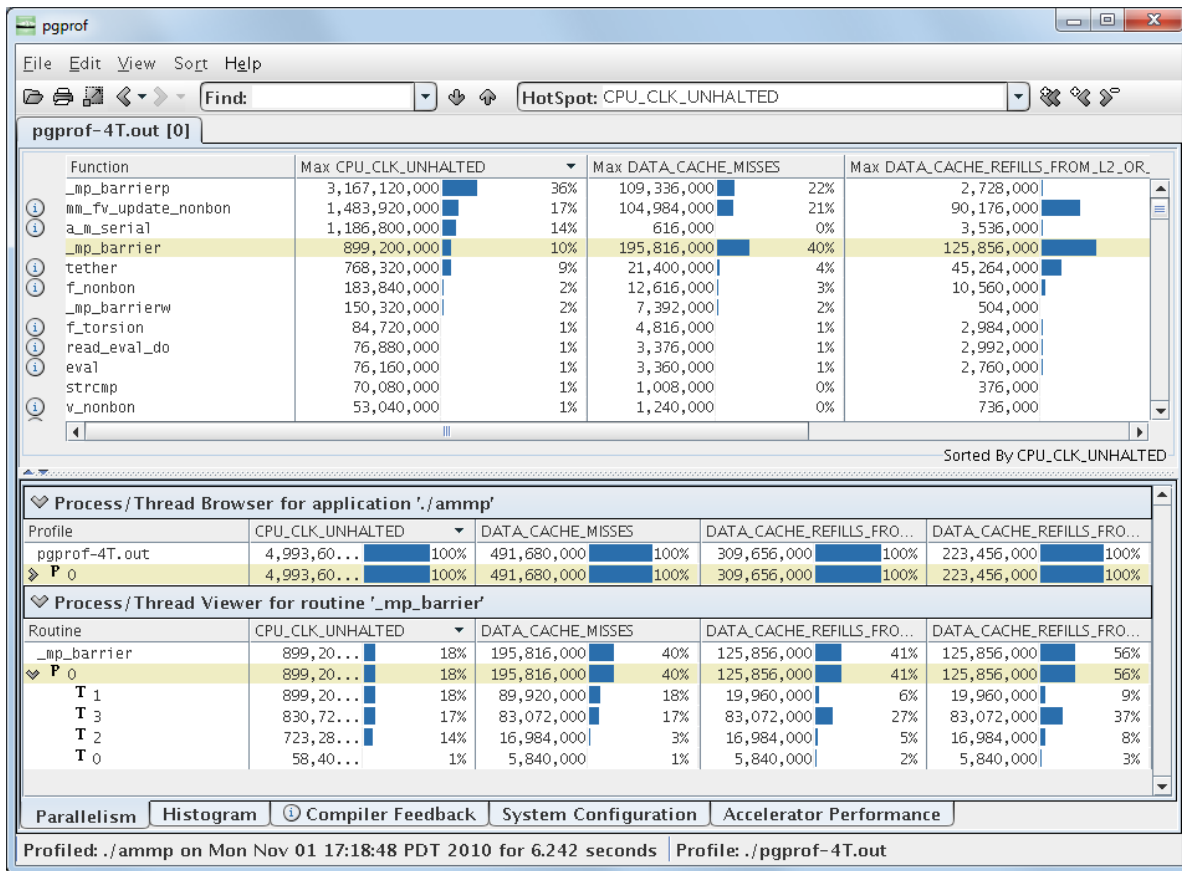 pgprof
File Edit View Sort Help
Find: HotSpot: CPU_CLK_UNHALTED
pgprof-4T.out [0]
Function Max CPU_CLK_UNHALTED Max DATA_CACHE_MISSES Max DATA_CACHE_REFILLS_FROM_L2_OR_
_mp_barrierp 3,167,120,000 36% 109,336,000 22% 2,728,000
mm_fv_update_nonbon 1,483,920,000 17% 104,984,000 21% 90,176,000
a_m_serial 1,186,800,000 14% 616,000 0% 3,536,000
_mp_barrier 899,200,000 10% 195,816,000 40% 125,856,000
tether 768,320,000 9% 21,400,000 4% 45,264,000
f_nonbon 183,840,000 2% 12,616,000 3% 10,560,000
_mp_barrierw 150,320,000 2% 7,392,000 2% 504,000
f_torsion 84,720,000 1% 4,816,000 1% 2,984,000
read_eval_do 76,880,000 1% 3,376,000 1% 2,992,000
eval 76,160,000 1% 3,360,000 1% 2,760,000
strcmp 70,080,000 1% 1,008,000 0% 376,000
v_nonbon 53,040,000 1% 1,240,000 0% 736,000
Sorted By CPU_CLK_UNHALTED
Process/Thread Browser for application './ammp'
Profile CPU_CLK_UNHALTED DATA_CACHE_MISSES DATA_CACHE_REFILLS_FRO... DATA_CACHE_REFILLS_FRO...
pgprof-4T.out 4,993,60... 100% 491,680,000 100% 309,656,000 100% 223,456,000 100%
P 0 4,993,60... 100% 491,680,000 100% 309,656,000 100% 223,456,000 100%
Process/Thread Viewer for routine '_mp_barrier'
Routine CPU_CLK_UNHALTED DATA_CACHE_MISSES DATA_CACHE_REFILLS_FRO... DATA_CACHE_REFILLS_FRO...
_mp_barrier 899,20... 18% 195,816,000 40% 125,856,000 41% 125,856,000 56%
P 0 899,20... 18% 195,816,000 40% 125,856,000 41% 125,856,000 56%
T 1 899,20... 18% 89,920,000 18% 19,960,000 6% 19,960,000 9%
T 3 830,72... 17% 83,072,000 17% 83,072,000 27% 83,072,000 37%
T 2 723,28... 14% 16,984,000 3% 16,984,000 5% 16,984,000 8%
T 0 58,40... 1% 5,840,000 1% 5,840,000 2% 5,840,000 3%
Parallelism Histogram Compiler Feedback System Configuration Accelerator Performance
Profiled: ./ammp on Mon Nov 01 17:18:48 PDT 2010 for 6.242 seconds Profile: ./pgprof-4T.out